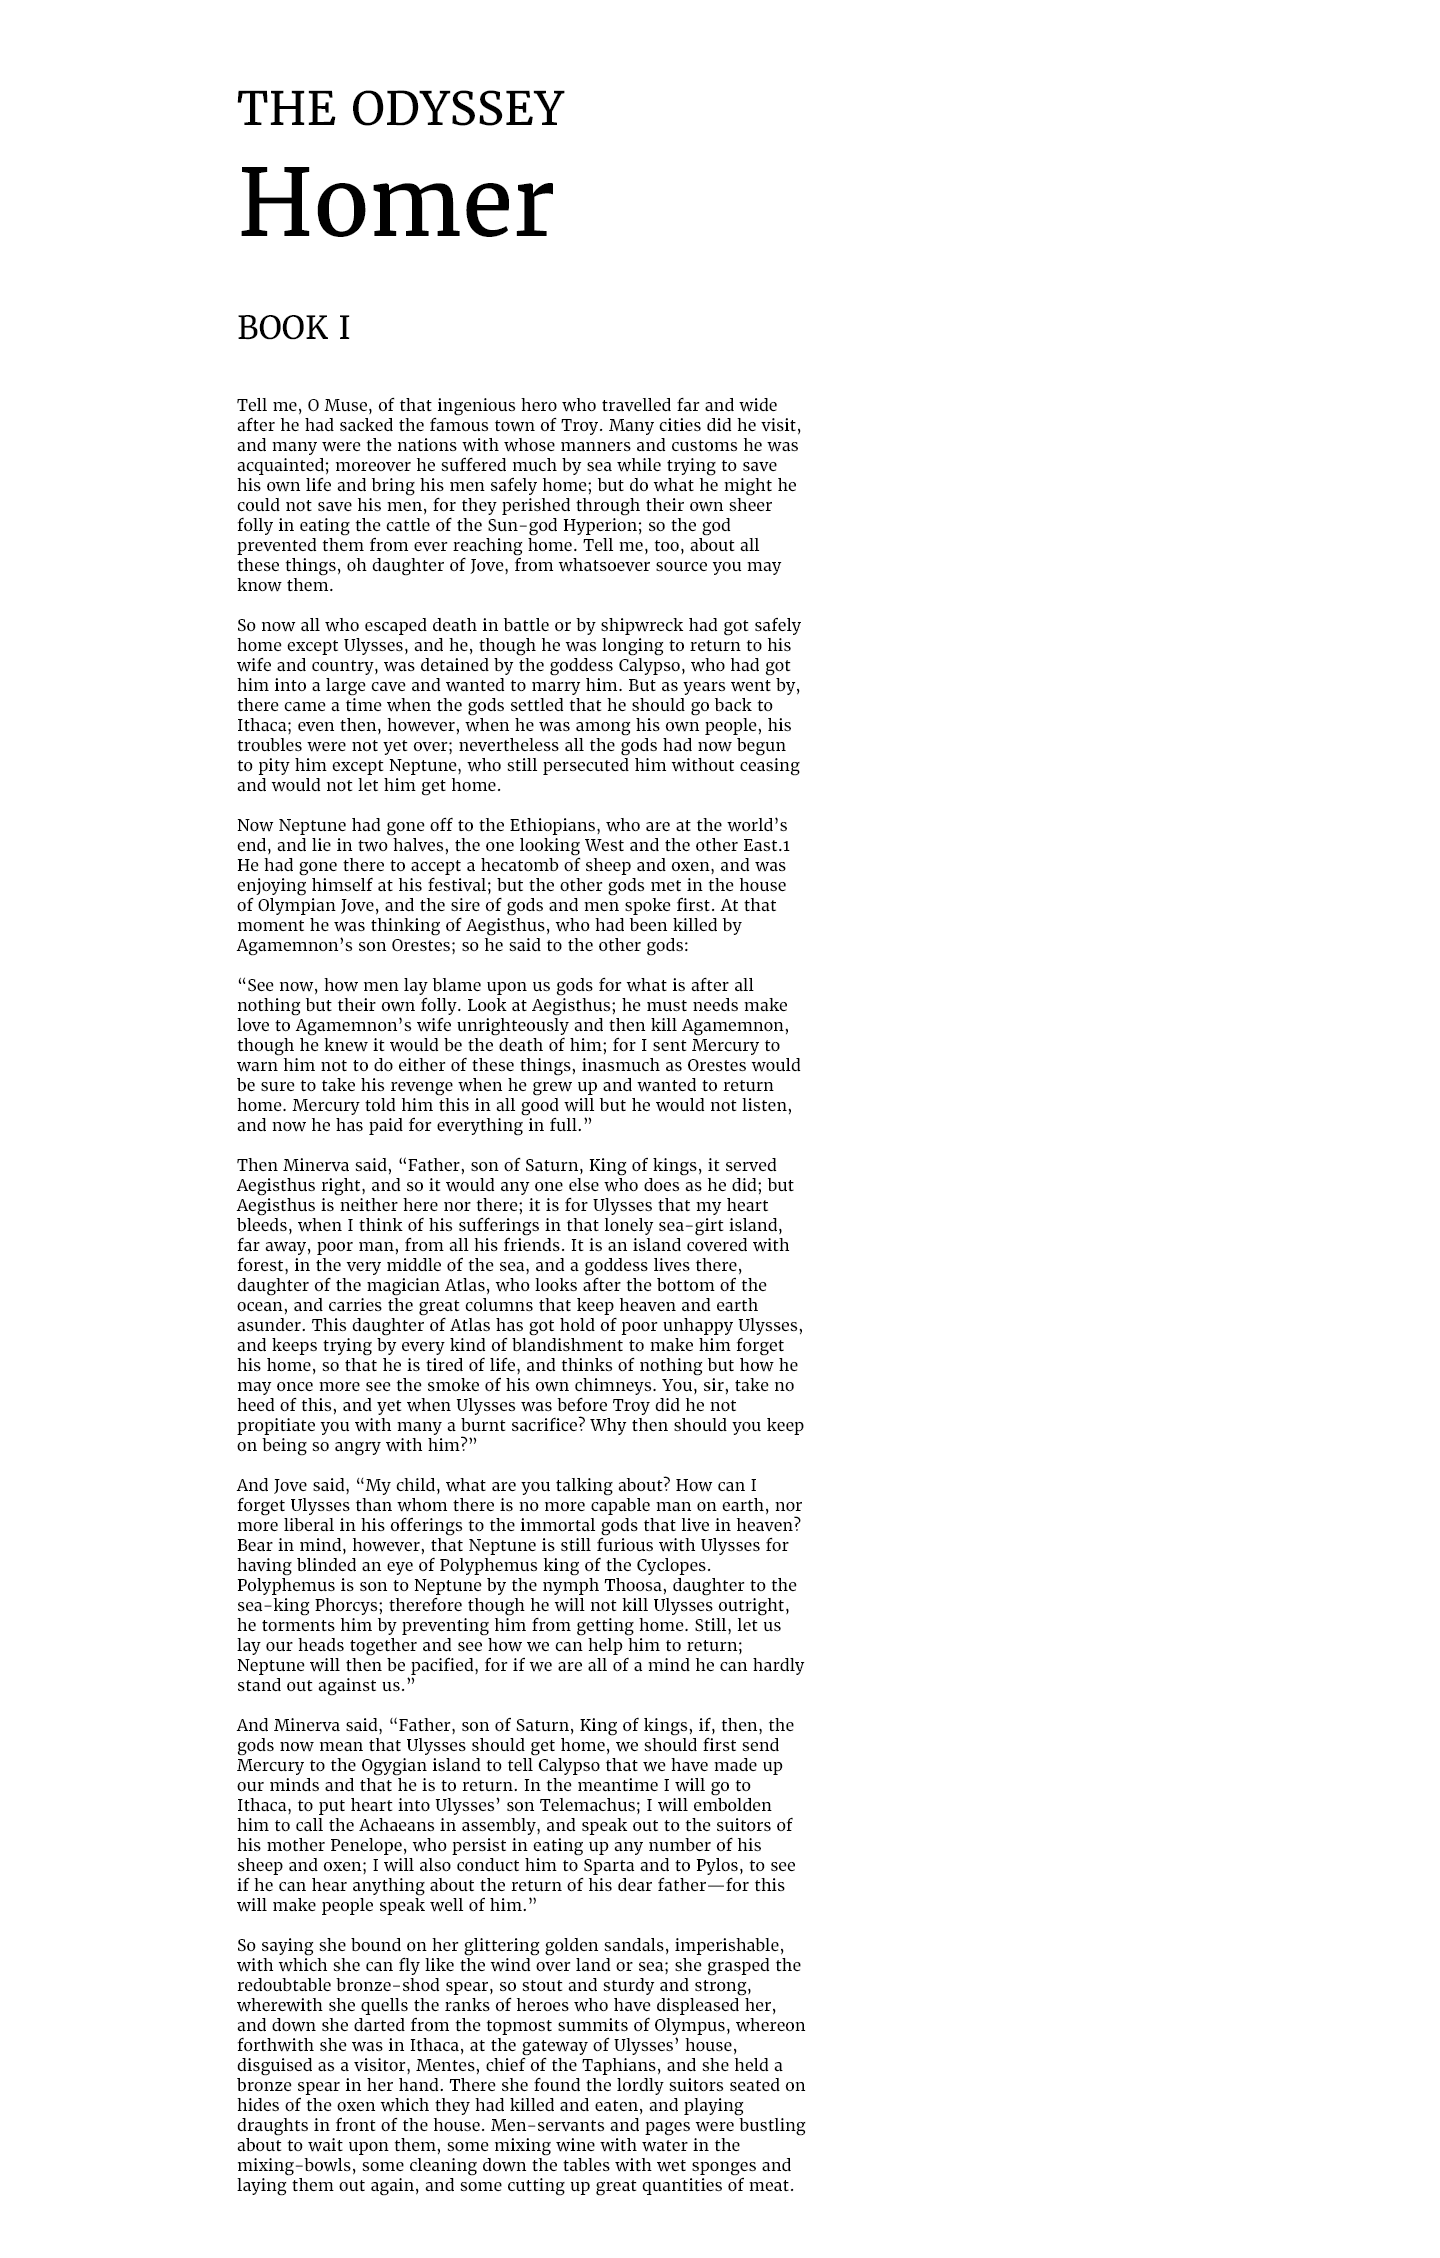 THE ODYSSEY
Homer
BOOK I
Tell me, O Muse, of that ingenious hero who travelled far and wide
after he had sacked the famous town of Troy. Many cities did he visit,
and many were the nations with whose manners and customs he was
acquainted; moreover he suffered much by sea while trying to save
his own life and bring his men safely home; but do what he might he
could not save his men, for they perished through their own sheer
folly in eating the cattle of the Sun-god Hyperion; so the god
prevented them from ever reaching home. Tell me, too, about all
these things, oh daughter of Jove, from whatsoever source you may
know them.
So now all who escaped death in battle or by shipwreck had got safely
home except Ulysses, and he, though he was longing to return to his
wife and country, was detained by the goddess Calypso, who had got
him into a large cave and wanted to marry him. But as years went by,
there came a time when the gods settled that he should go back to
Ithaca; even then, however, when he was among his own people, his
troubles were not yet over; nevertheless all the gods had now begun
to pity him except Neptune, who still persecuted him without ceasing
and would not let him get home.
Now Neptune had gone off to the Ethiopians, who are at the world’s
end, and lie in two halves, the one looking West and the other East.1
He had gone there to accept a hecatomb of sheep and oxen, and was
enjoying himself at his festival; but the other gods met in the house
of Olympian Jove, and the sire of gods and men spoke first. At that
moment he was thinking of Aegisthus, who had been killed by
Agamemnon’s son Orestes; so he said to the other gods:
“See now, how men lay blame upon us gods for what is after all
nothing but their own folly. Look at Aegisthus; he must needs make
love to Agamemnon’s wife unrighteously and then kill Agamemnon,
though he knew it would be the death of him; for I sent Mercury to
warn him not to do either of these things, inasmuch as Orestes would
be sure to take his revenge when he grew up and wanted to return
home. Mercury told him this in all good will but he would not listen,
and now he has paid for everything in full.”
Then Minerva said, “Father, son of Saturn, King of kings, it served
Aegisthus right, and so it would any one else who does as he did; but
Aegisthus is neither here nor there; it is for Ulysses that my heart
bleeds, when I think of his sufferings in that lonely sea-girt island,
far away, poor man, from all his friends. It is an island covered with
forest, in the very middle of the sea, and a goddess lives there,
daughter of the magician Atlas, who looks after the bottom of the
ocean, and carries the great columns that keep heaven and earth
asunder. This daughter of Atlas has got hold of poor unhappy Ulysses,
and keeps trying by every kind of blandishment to make him forget
his home, so that he is tired of life, and thinks of nothing but how he
may once more see the smoke of his own chimneys. You, sir, take no
heed of this, and yet when Ulysses was before Troy did he not
propitiate you with many a burnt sacrifice? Why then should you keep
on being so angry with him?”
And Jove said, “My child, what are you talking about? How can I
forget Ulysses than whom there is no more capable man on earth, nor
more liberal in his offerings to the immortal gods that live in heaven?
Bear in mind, however, that Neptune is still furious with Ulysses for
having blinded an eye of Polyphemus king of the Cyclopes.
Polyphemus is son to Neptune by the nymph Thoosa, daughter to the
sea-king Phorcys; therefore though he will not kill Ulysses outright,
he torments him by preventing him from getting home. Still, let us
lay our heads together and see how we can help him to return;
Neptune will then be pacified, for if we are all of a mind he can hardly
stand out against us.”
And Minerva said, “Father, son of Saturn, King of kings, if, then, the
gods now mean that Ulysses should get home, we should first send
Mercury to the Ogygian island to tell Calypso that we have made up
our minds and that he is to return. In the meantime I will go to
Ithaca, to put heart into Ulysses’ son Telemachus; I will embolden
him to call the Achaeans in assembly, and speak out to the suitors of
his mother Penelope, who persist in eating up any number of his
sheep and oxen; I will also conduct him to Sparta and to Pylos, to see
if he can hear anything about the return of his dear father—for this
will make people speak well of him.”
So saying she bound on her glittering golden sandals, imperishable,
with which she can fly like the wind over land or sea; she grasped the
redoubtable bronze-shod spear, so stout and sturdy and strong,
wherewith she quells the ranks of heroes who have displeased her,
and down she darted from the topmost summits of Olympus, whereon
forthwith she was in Ithaca, at the gateway of Ulysses’ house,
disguised as a visitor, Mentes, chief of the Taphians, and she held a
bronze spear in her hand. There she found the lordly suitors seated on
hides of the oxen which they had killed and eaten, and playing
draughts in front of the house. Men-servants and pages were bustling
about to wait upon them, some mixing wine with water in the
mixing-bowls, some cleaning down the tables with wet sponges and
laying them out again, and some cutting up great quantities of meat.